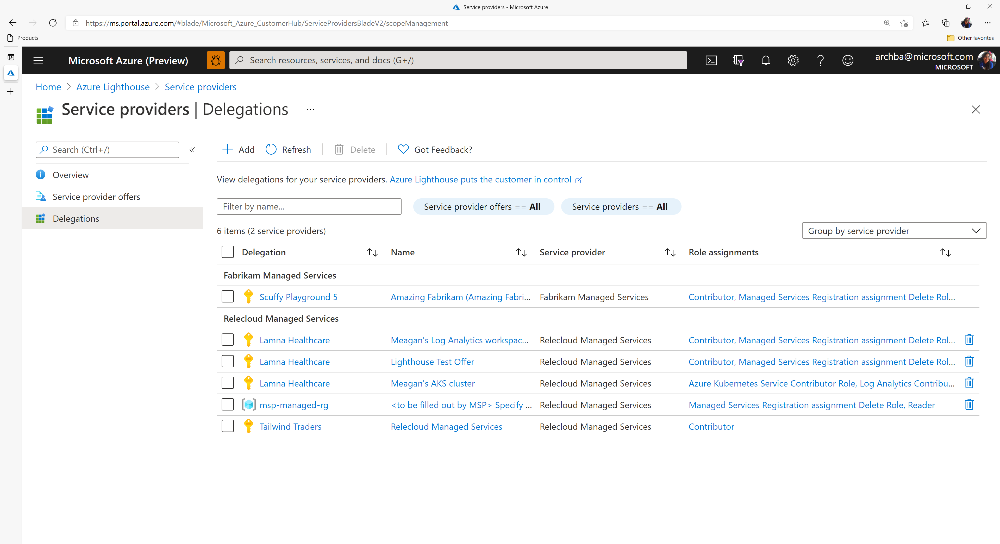 Service providers - Microsoft Azure
https://ms.portal.azure.com/#blade/Microsoft_Azure_CustomerHub/ServiceProvidersBladeV2/scopeManagement
Products
Other favorites
Microsoft Azure (Preview)
Search resources, services, and docs (G+/)
archba@microsoft.com
MICROSOFT
Home > Azure Lighthouse > Service providers
Service providers | Delegations ...
Search (Ctrl+/)
«
Add Refresh Delete Got Feedback?
Overview
Service provider offers
Delegations
View delegations for your service providers. Azure Lighthouse puts the customer in control
Filter by name... Service provider offers == All Service providers == All
6 items (2 service providers) Group by service provider
Delegation Name Service provider Role assignments
Fabrikam Managed Services
Scuffy Playground 5 Amazing Fabrikam (Amazing Fabri... Fabrikam Managed Services Contributor, Managed Services Registration assignment Delete Rol...
Relecloud Managed Services
Lamna Healthcare Meagan's Log Analytics workspac... Relecloud Managed Services Contributor, Managed Services Registration assignment Delete Rol...
Lamna Healthcare Lighthouse Test Offer Relecloud Managed Services Contributor, Managed Services Registration assignment Delete Rol...
Lamna Healthcare Meagan's AKS cluster Relecloud Managed Services Azure Kubernetes Service Contributor Role, Log Analytics Contribu...
msp-managed-rg <to be filled out by MSP> Specify ... Relecloud Managed Services Managed Services Registration assignment Delete Role, Reader
Tailwind Traders Relecloud Managed Services Relecloud Managed Services Contributor